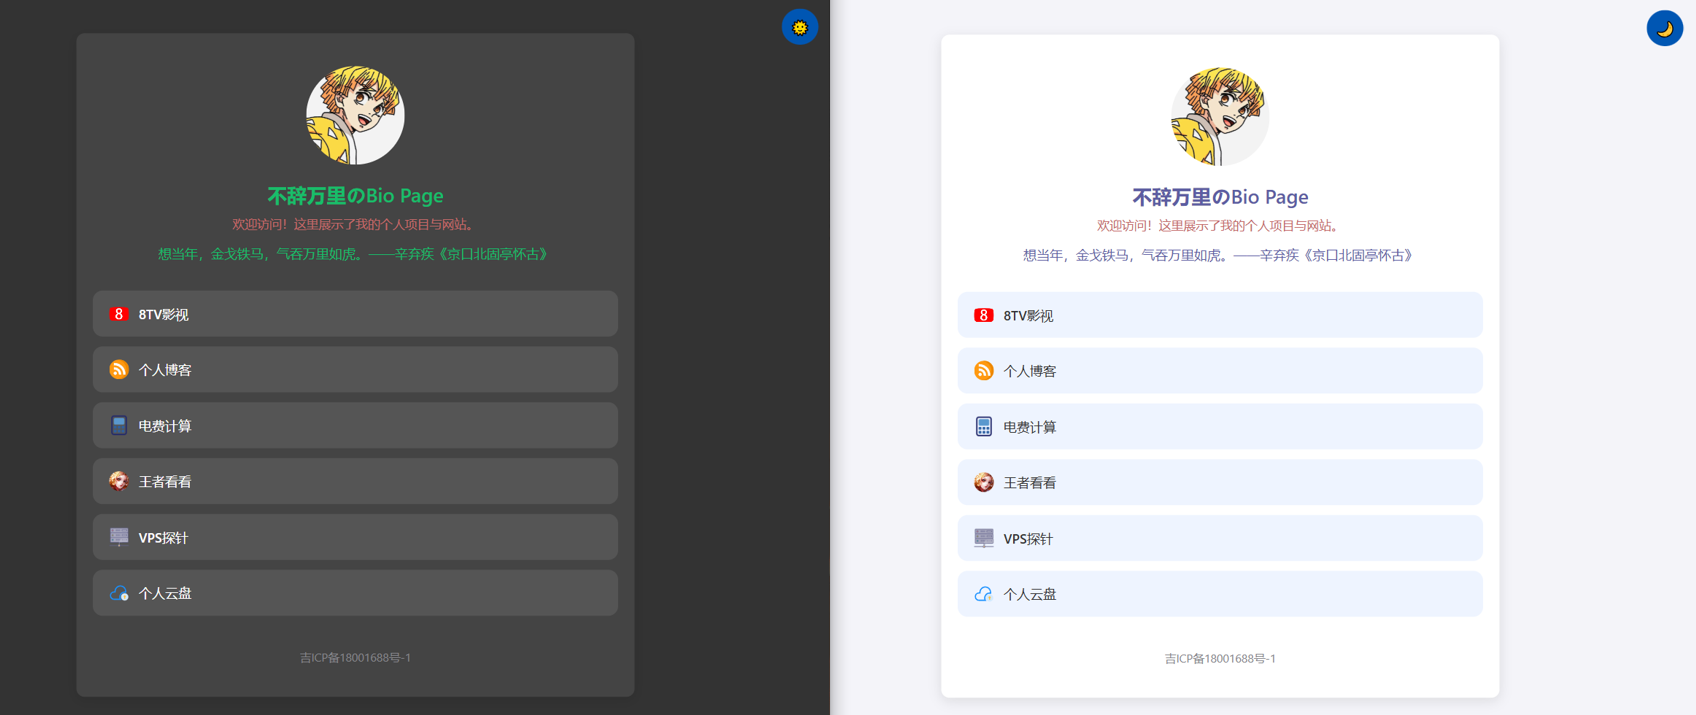 不辞万里のBio Page
欢迎访问！这里展示了我的个人项目与网站。
想当年，金戈铁马，气吞万里如虎。——辛弃疾《京口北固亭怀古》
8 8TV影视
个人博客
电费计算
王者看看
VPS探针
个人云盘
吉ICP备18001688号-1
不辞万里のBio Page
欢迎访问！这里展示了我的个人项目与网站。
想当年，金戈铁马，气吞万里如虎。——辛弃疾《京口北固亭怀古》
8 8TV影视
个人博客
电费计算
王者看看
VPS探针
个人云盘
吉ICP备18001688号-1